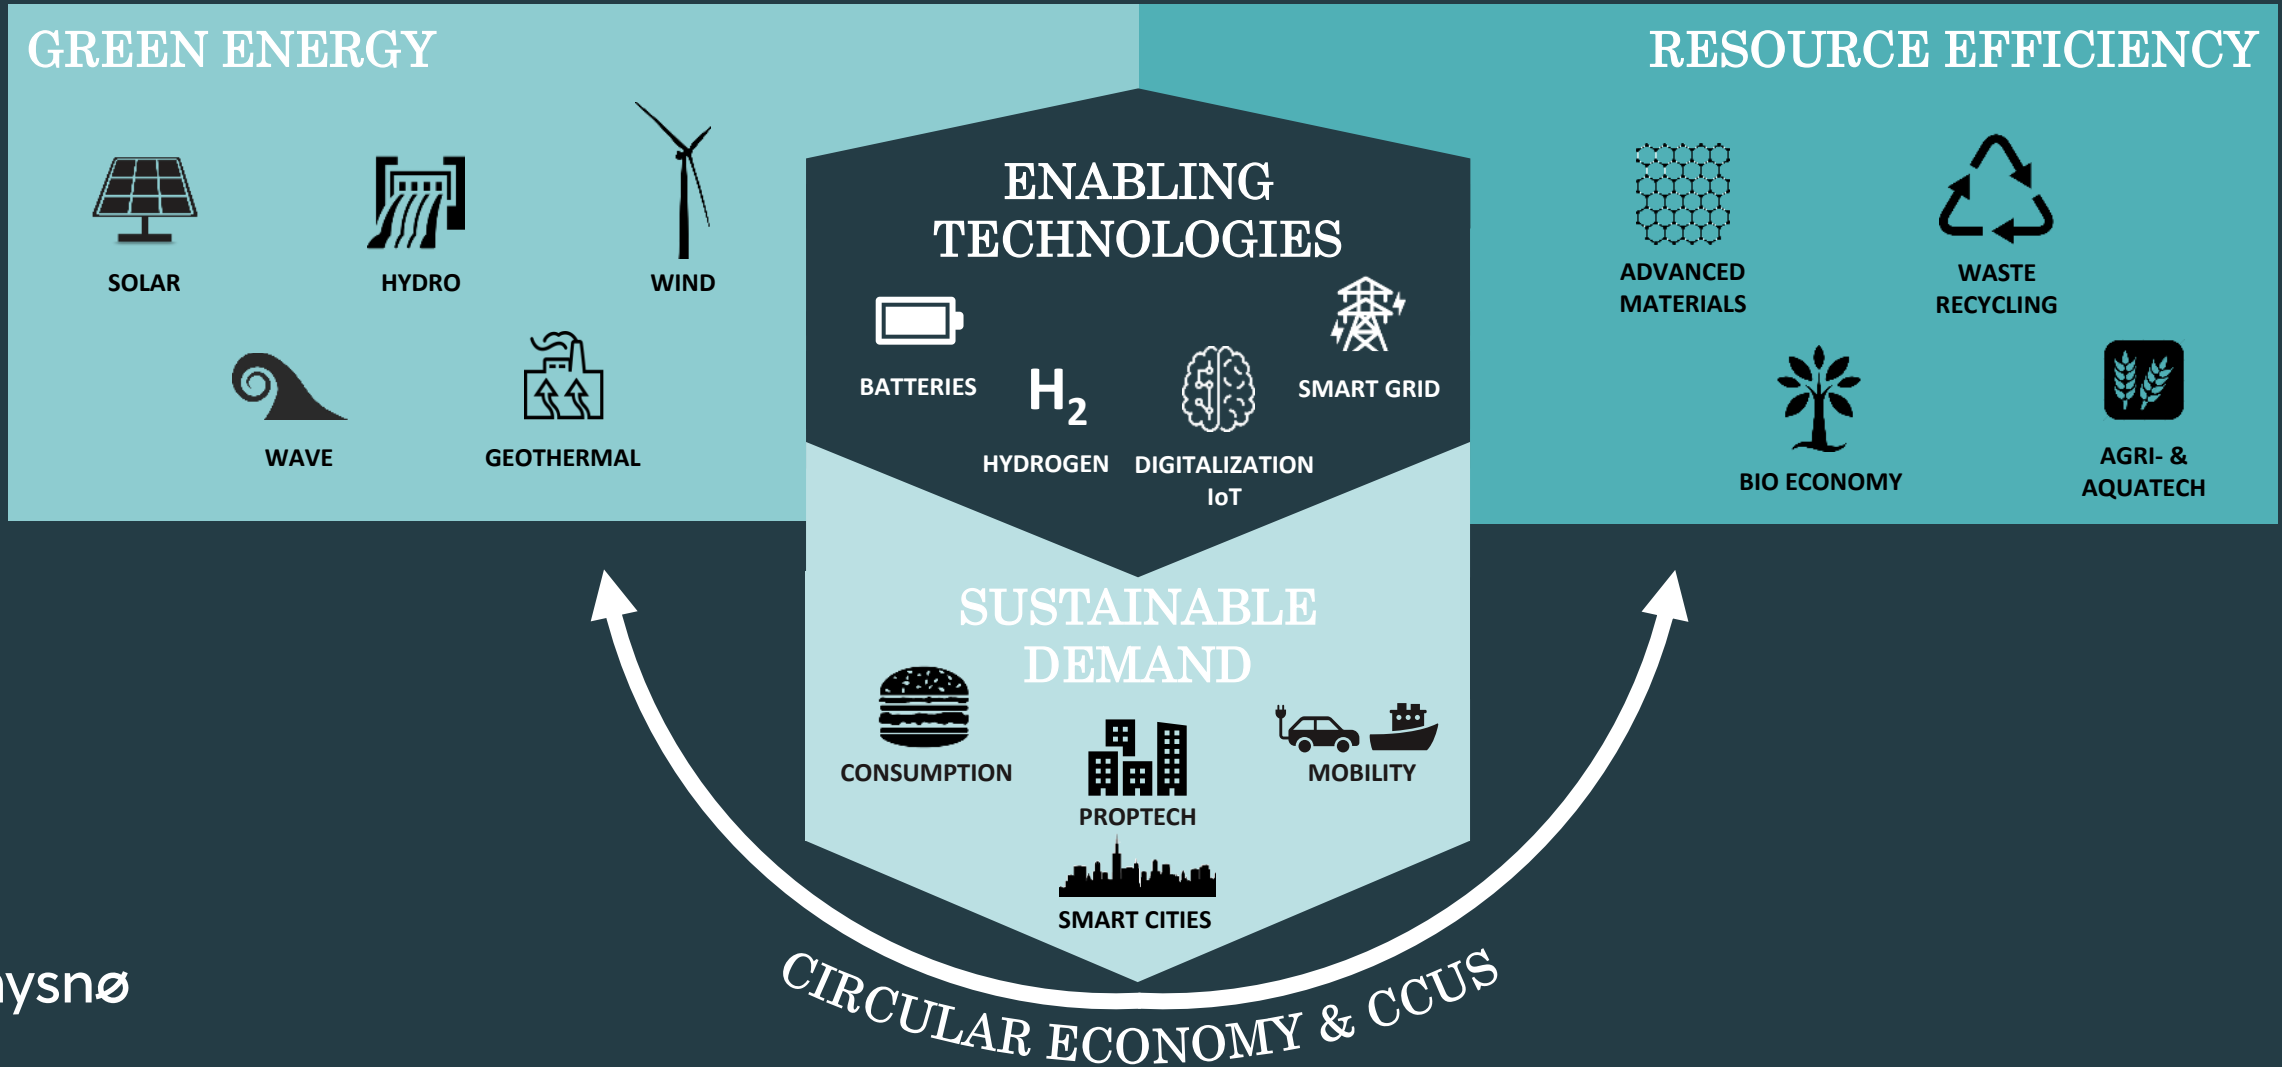 GREEN ENERGY
SOLAR
HYDRO
WIND
WAVE
GEOTHERMAL
ENABLING
TECHNOLOGIES
BATTERIES
H₂
HYDROGEN
DIGITALIZATION
IoT
SMART GRID
RESOURCE EFFICIENCY
ADVANCED
MATERIALS
WASTE
RECYCLING
BIO ECONOMY
AGRI- &
AQUATECH
SUSTAINABLE
DEMAND
CONSUMPTION
PROPTECH
MOBILITY
SMART CITIES
CIRCULAR ECONOMY & CCUS
ysnø